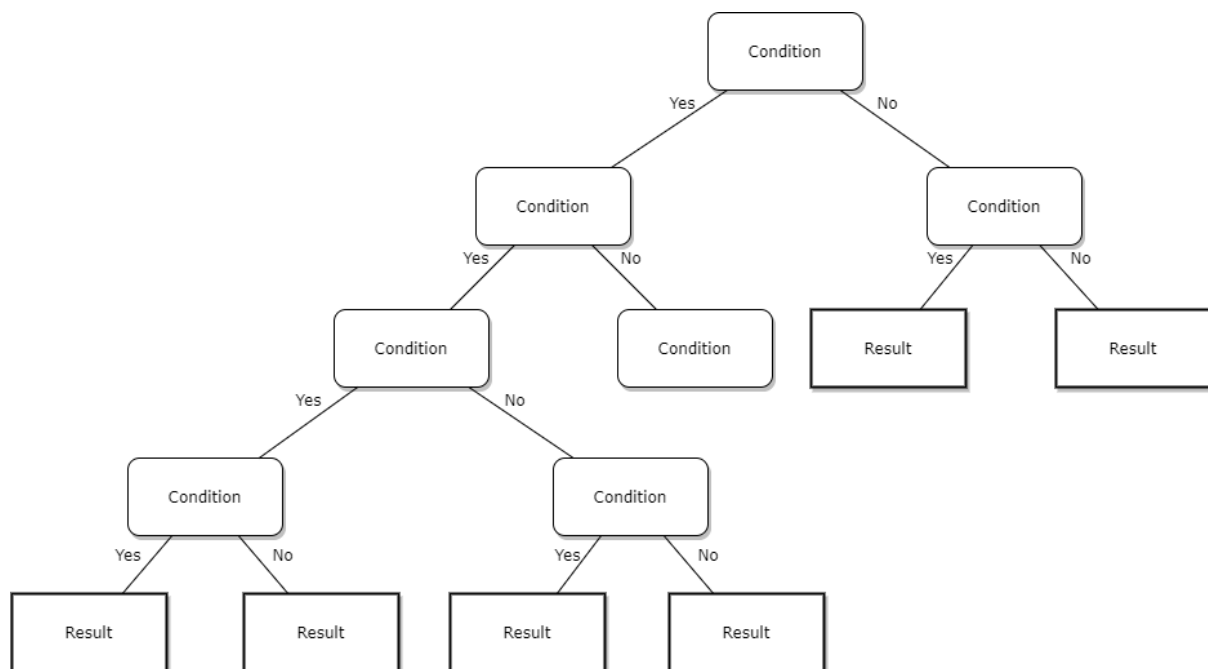 Condition
Yes
No
Condition
Condition
Yes
No
Yes
No
Condition
Condition
Result
Result
Yes
No
Condition
Condition
Yes
No
Yes
No
Result
Result
Result
Result